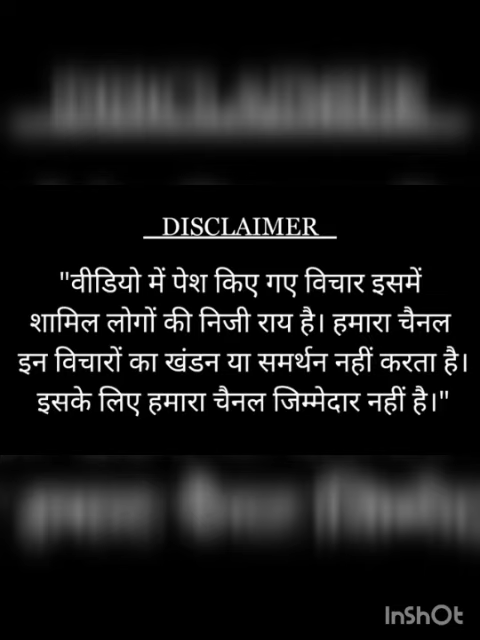 DISCLAIMER
"वीडियो में पेश किए गए विचार इसमें
शामिल लोगों की निजी राय है। हमारा चैनल
इन विचारों का खंडन या समर्थन नहीं करता है।
इसके लिए हमारा चैनल जिम्मेदार नहीं है।"
InShOt